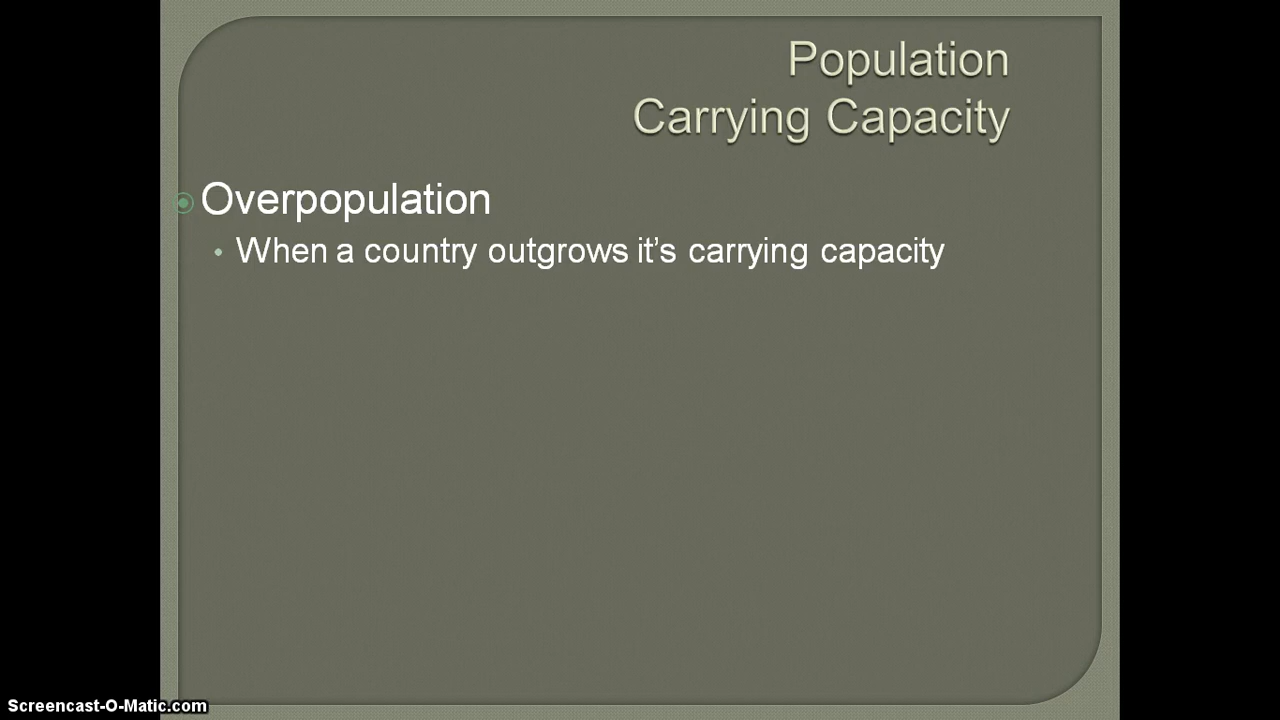 Population
Carrying Capacity
Overpopulation
When a country outgrows it's carrying capacity
Screencast-O-Matic.com